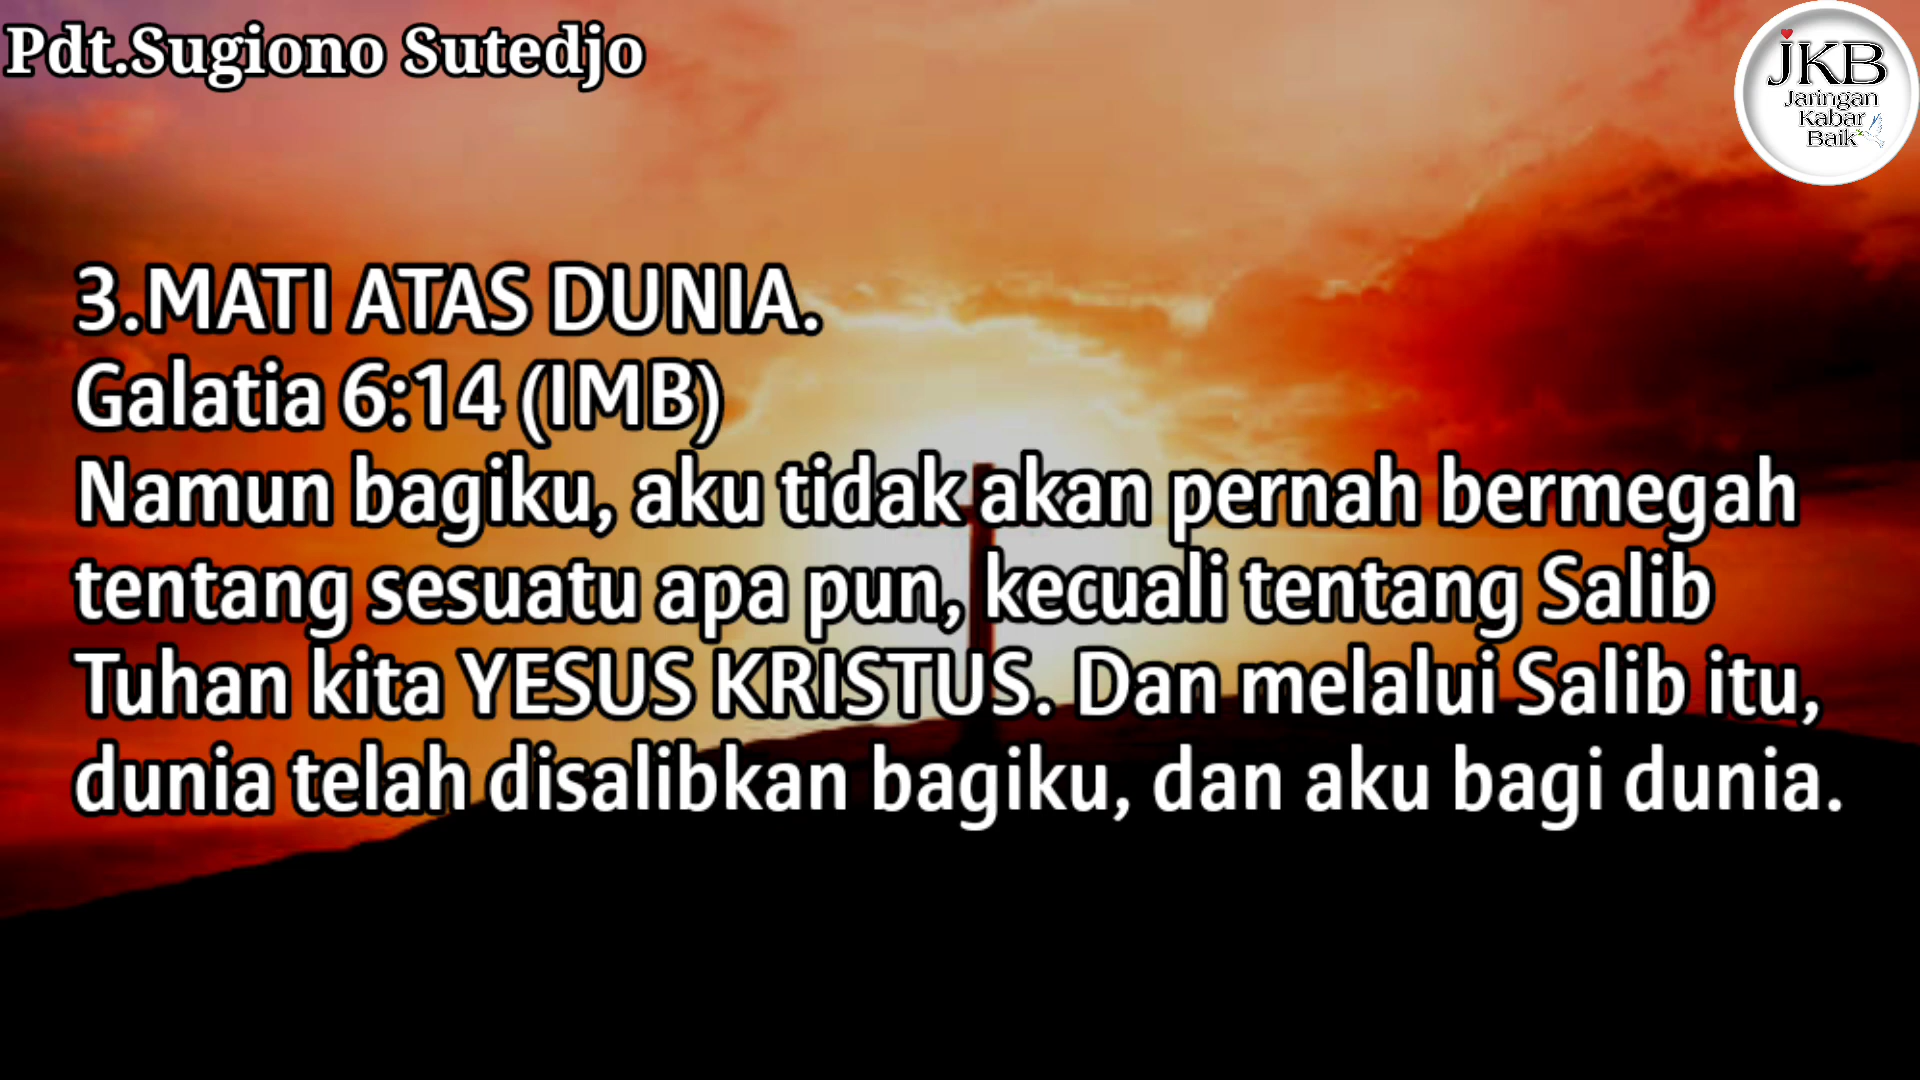 Pdt.Sugiono Sutedjo
JKB
Jaringan
Kabar
Baik
3.MATI ATAS DUNIA.
Galatia 6:14 (IMB)
Namun bagiku, aku tidak akan pernah bermegah
tentang sesuatu apa pun, kecuali tentang Salib
Tuhan kita YESUS KRISTUS. Dan melalui Salib itu,
dunia telah disalibkan bagiku, dan aku bagi dunia.